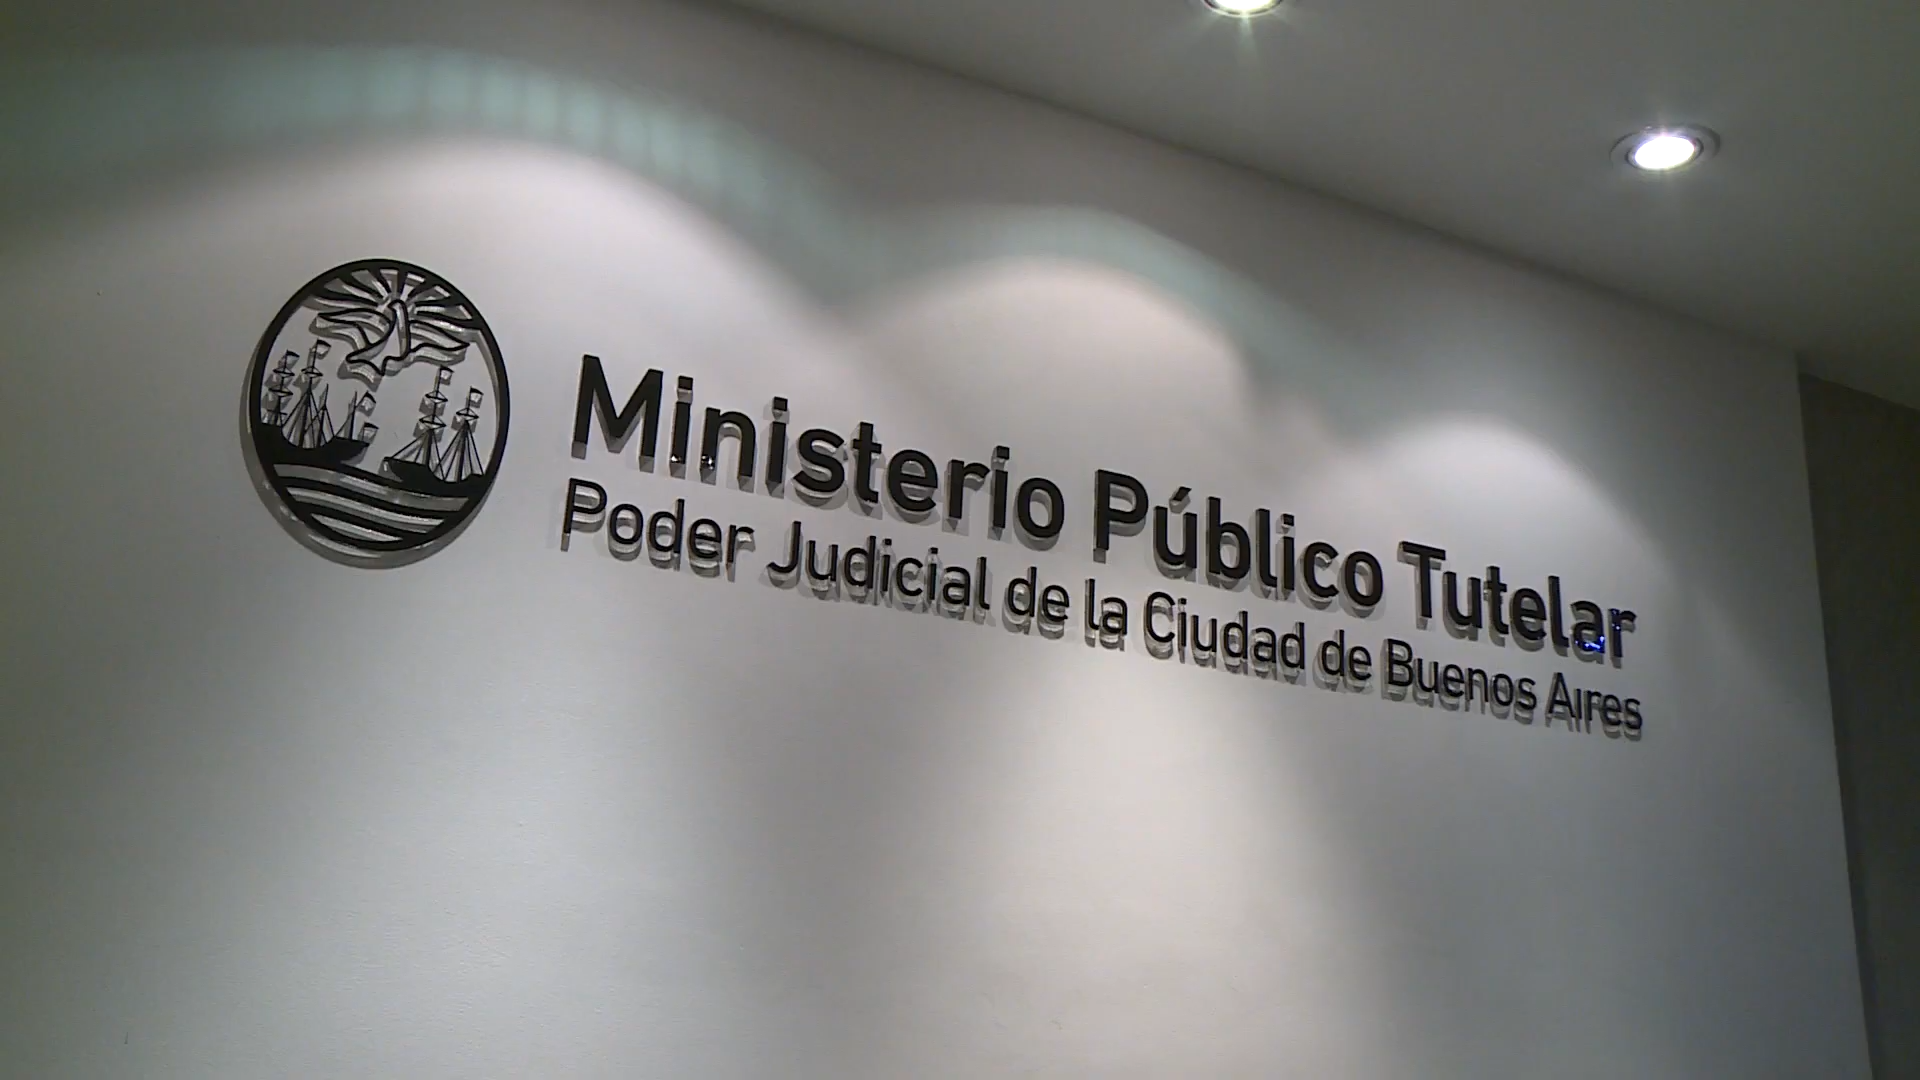 Ministerio Público Tutelar
Poder Judicial de la Ciudad de Buenos Aires